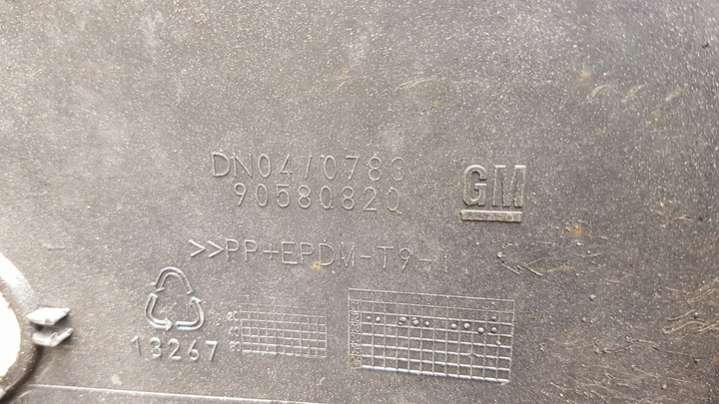 DN04/0783
90580820
GM
>>PP+EPDM-T9-
13267